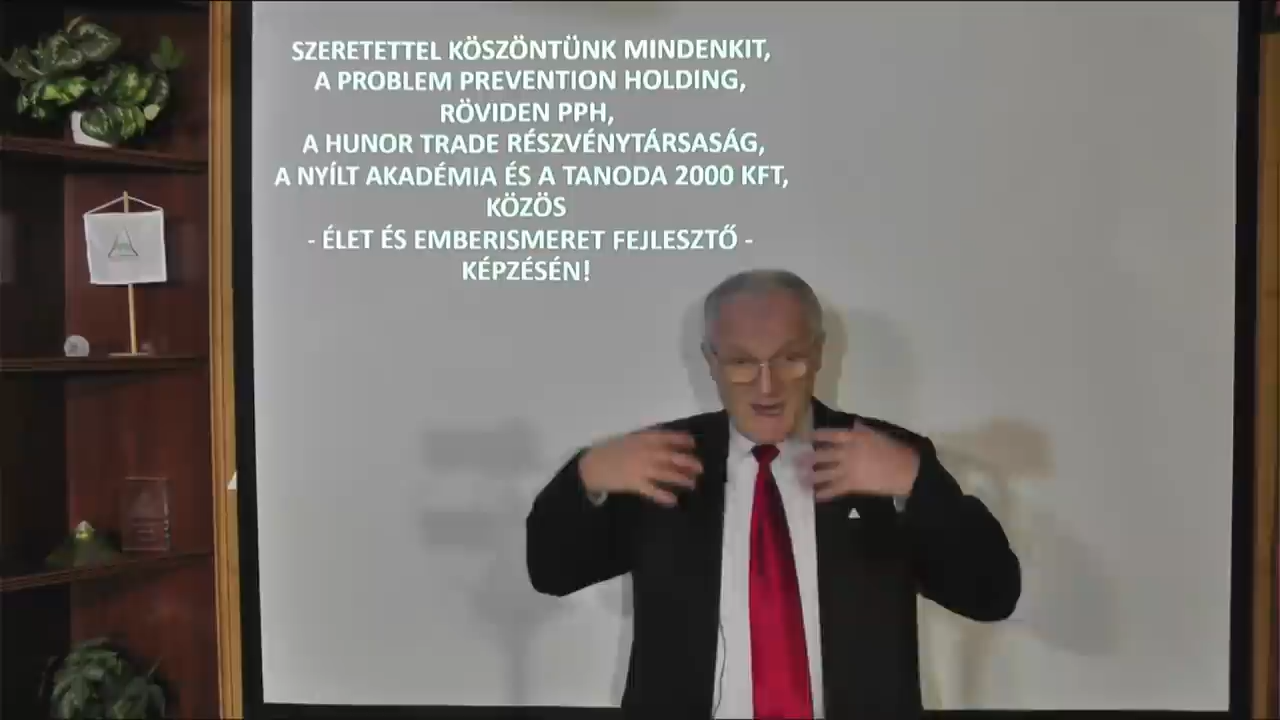 SZERETETTEL KÖSZÖNTÜNK MINDENKIT,
A PROBLEM PREVENTION HOLDING,
RÖVIDEN PPH,
A HUNOR TRADE RÉSZVÉNYTÁRSASÁG,
A NYÍLT AKADÉMIA ÉS A TANODA 2000 KFT,
KÖZÖS
- ÉLET ÉS EMBERISMERET FEJLESZTŐ -
KÉPZÉSÉN!